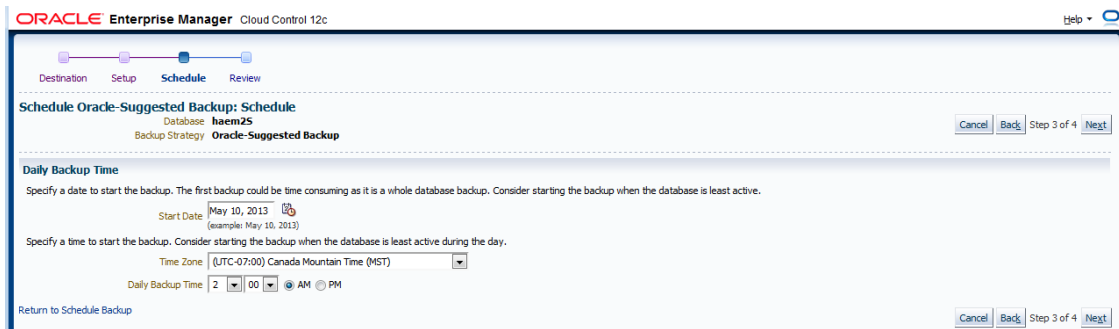 ORACLE Enterprise Manager Cloud Control 12c
Help
Destination Setup Schedule Review
Schedule Oracle-Suggested Backup: Schedule
Database haem2S
Backup Strategy Oracle-Suggested Backup
Cancel Back Step 3 of 4 Next
Daily Backup Time
Specify a date to start the backup. The first backup could be time consuming as it is a whole database backup. Consider starting the backup when the database is least active.
Start Date May 10, 2013
(example: May 10, 2013)
Specify a time to start the backup. Consider starting the backup when the database is least active during the day.
Time Zone (UTC-07:00) Canada Mountain Time (MST)
Daily Backup Time 2 00 AM PM
Return to Schedule Backup
Cancel Back Step 3 of 4 Next